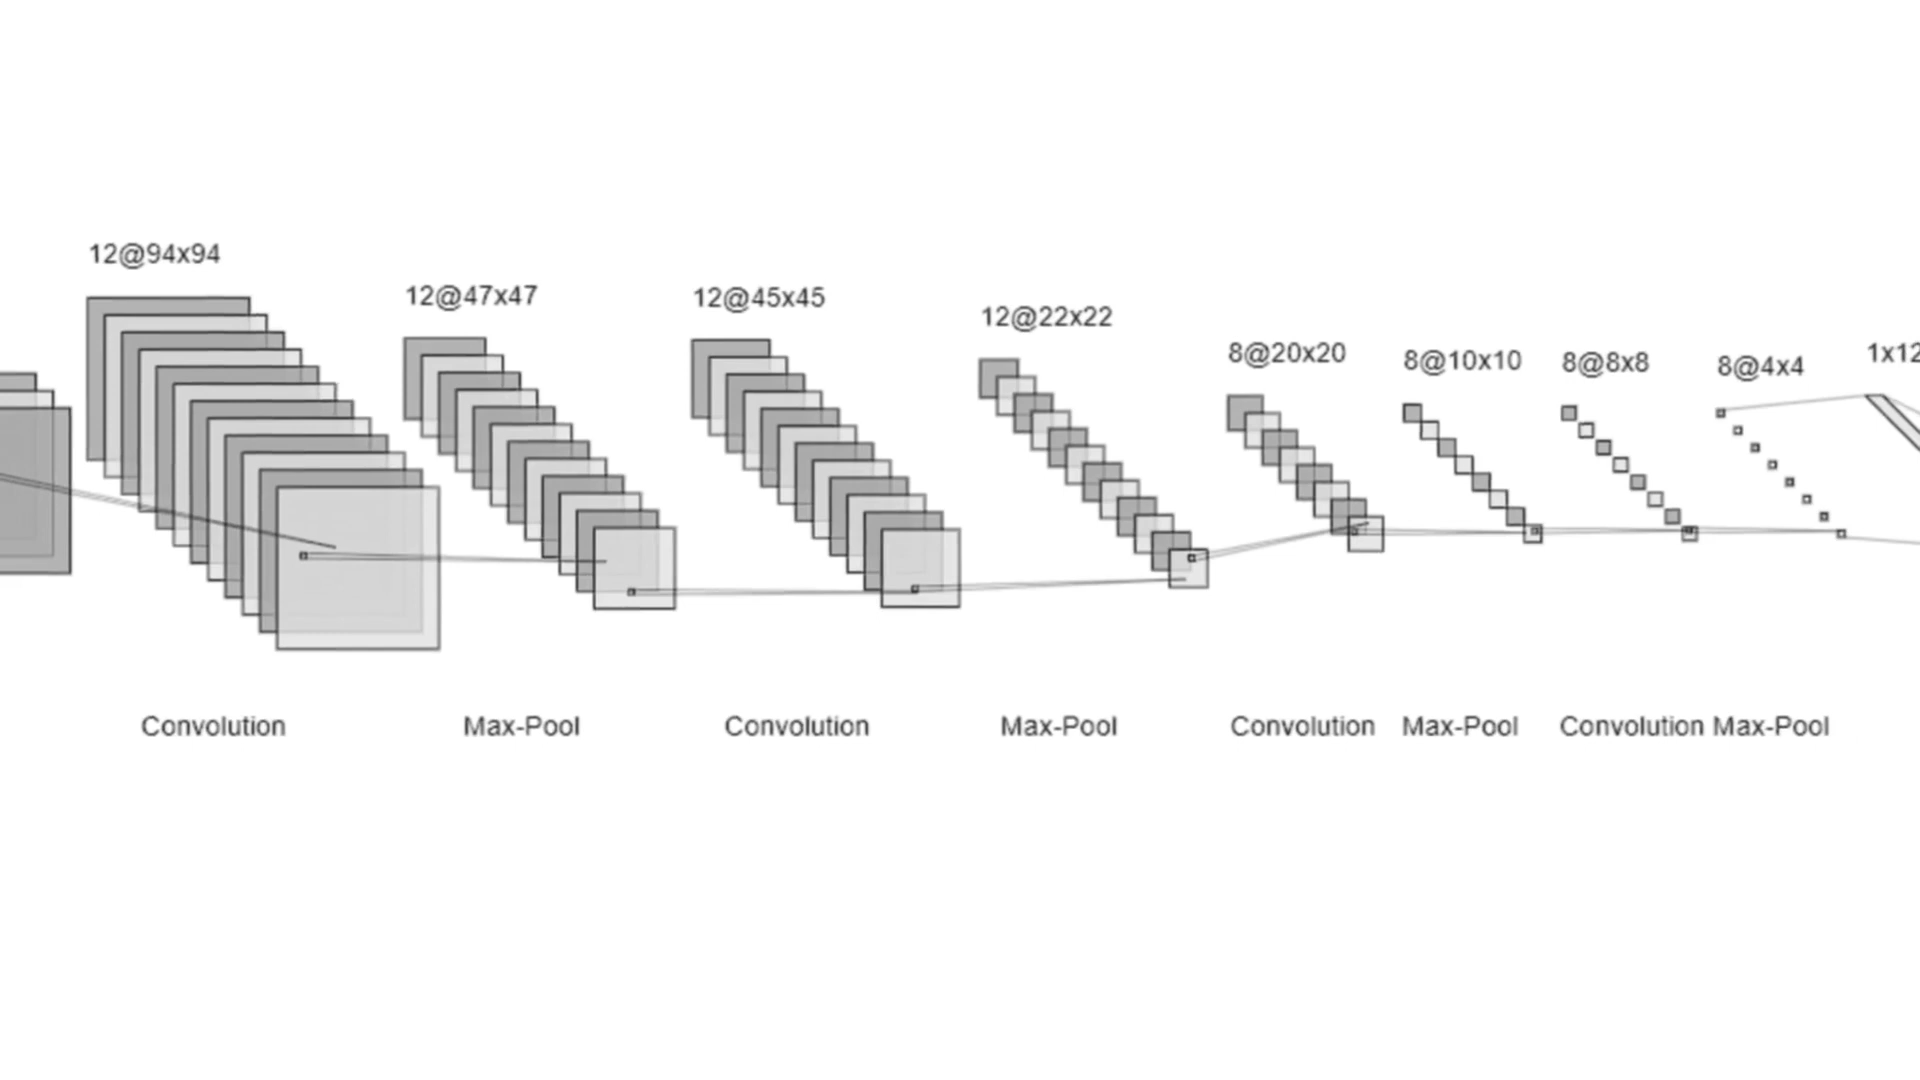 12@94x94
12@47x47
12@45x45
12@22x22
8@20x20
8@10x10
8@8x8
8@4x4
1x12
Convolution
Max-Pool
Convolution
Max-Pool
Convolution
Max-Pool
Convolution
Max-Pool